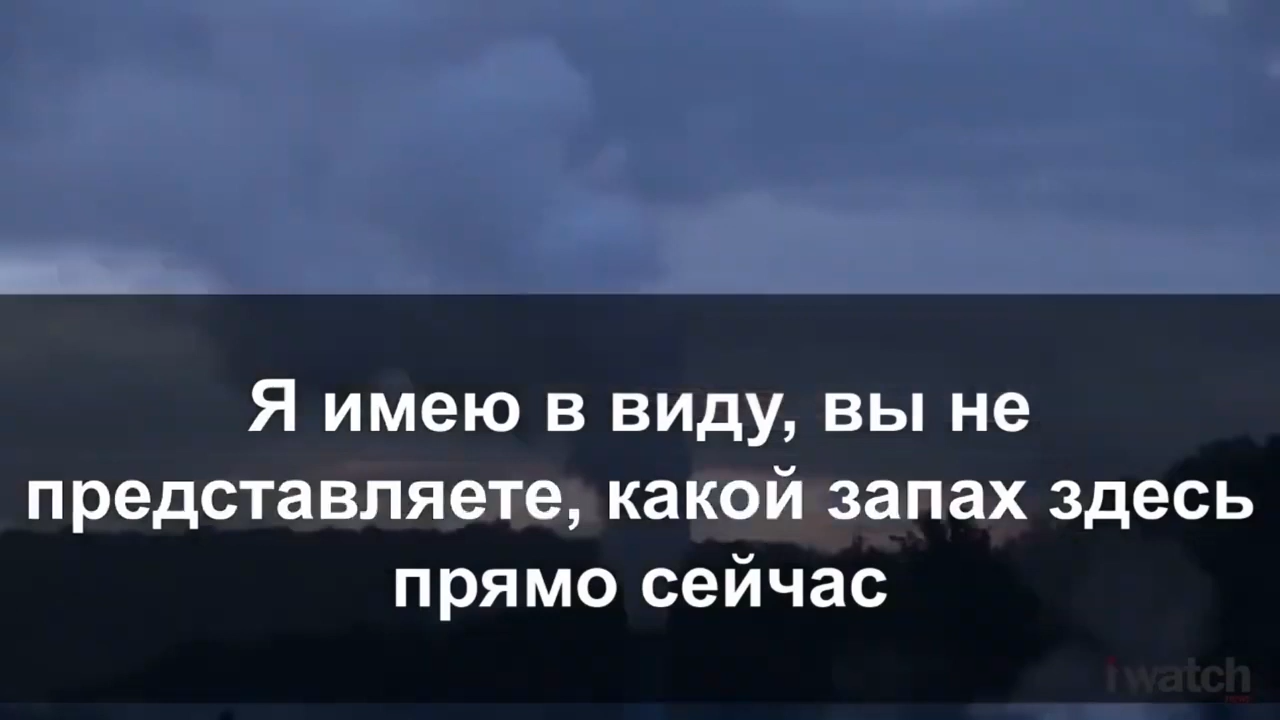 Я имею в виду, вы не
представляете, какой запах здесь
прямо сейчас
iwatch